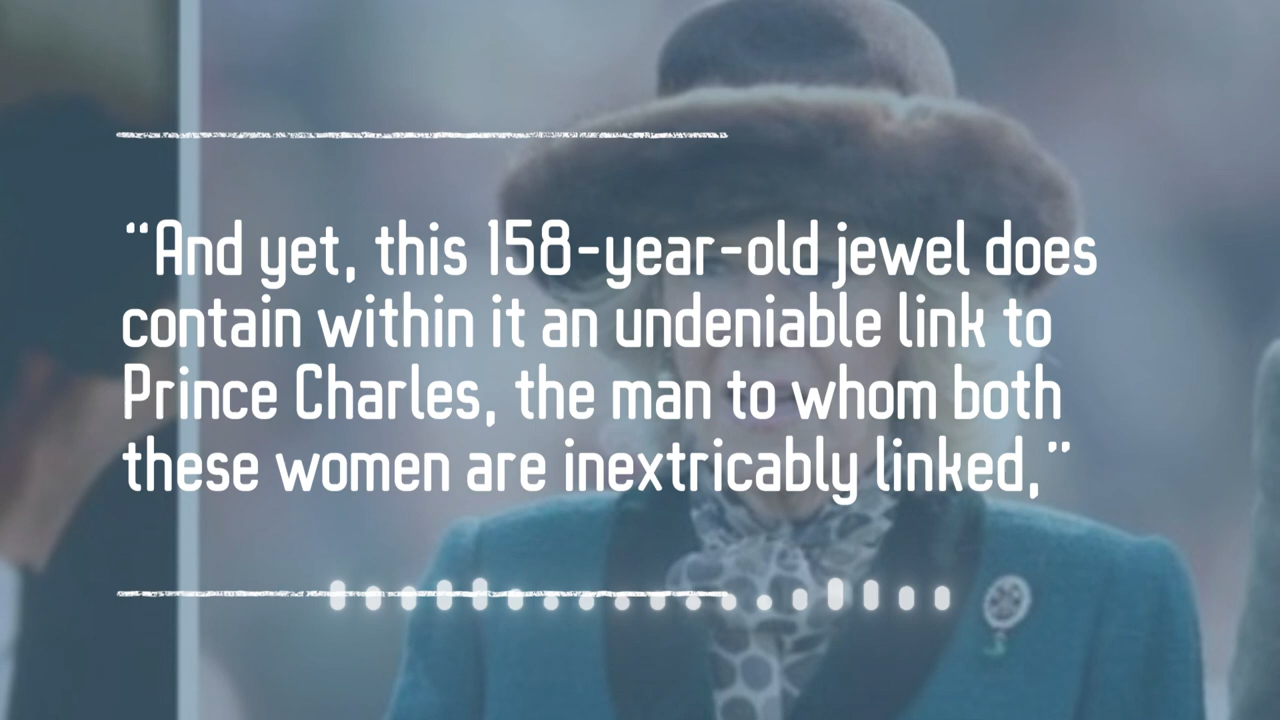 “And yet, this 158-year-old jewel does
contain within it an undeniable link to
Prince Charles, the man to whom both
these women are inextricably linked,”